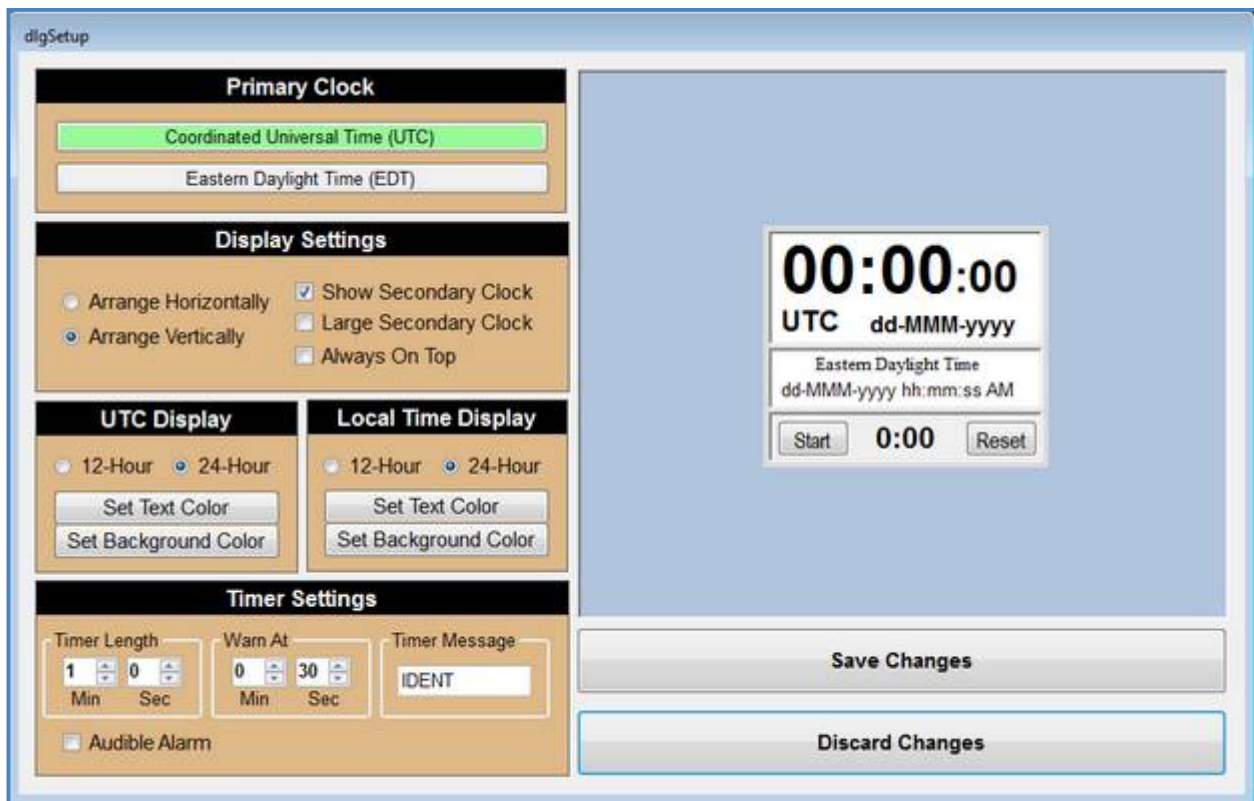 dlgSetup
Primary Clock
Coordinated Universal Time (UTC)
Eastern Daylight Time (EDT)
Display Settings
Arrange Horizontally
Arrange Vertically
Show Secondary Clock
Large Secondary Clock
Always On Top
UTC Display
12-Hour 24-Hour
Set Text Color
Set Background Color
Local Time Display
12-Hour 24-Hour
Set Text Color
Set Background Color
Timer Settings
Timer Length
1 0
Min Sec
Warn At
0 30
Min Sec
Timer Message
IDENT
Audible Alarm
00:00:00
UTC dd-MMM-yyyy
Eastern Daylight Time
dd-MMM-yyyy hh:mm:ss AM
Start 0:00 Reset
Save Changes
Discard Changes